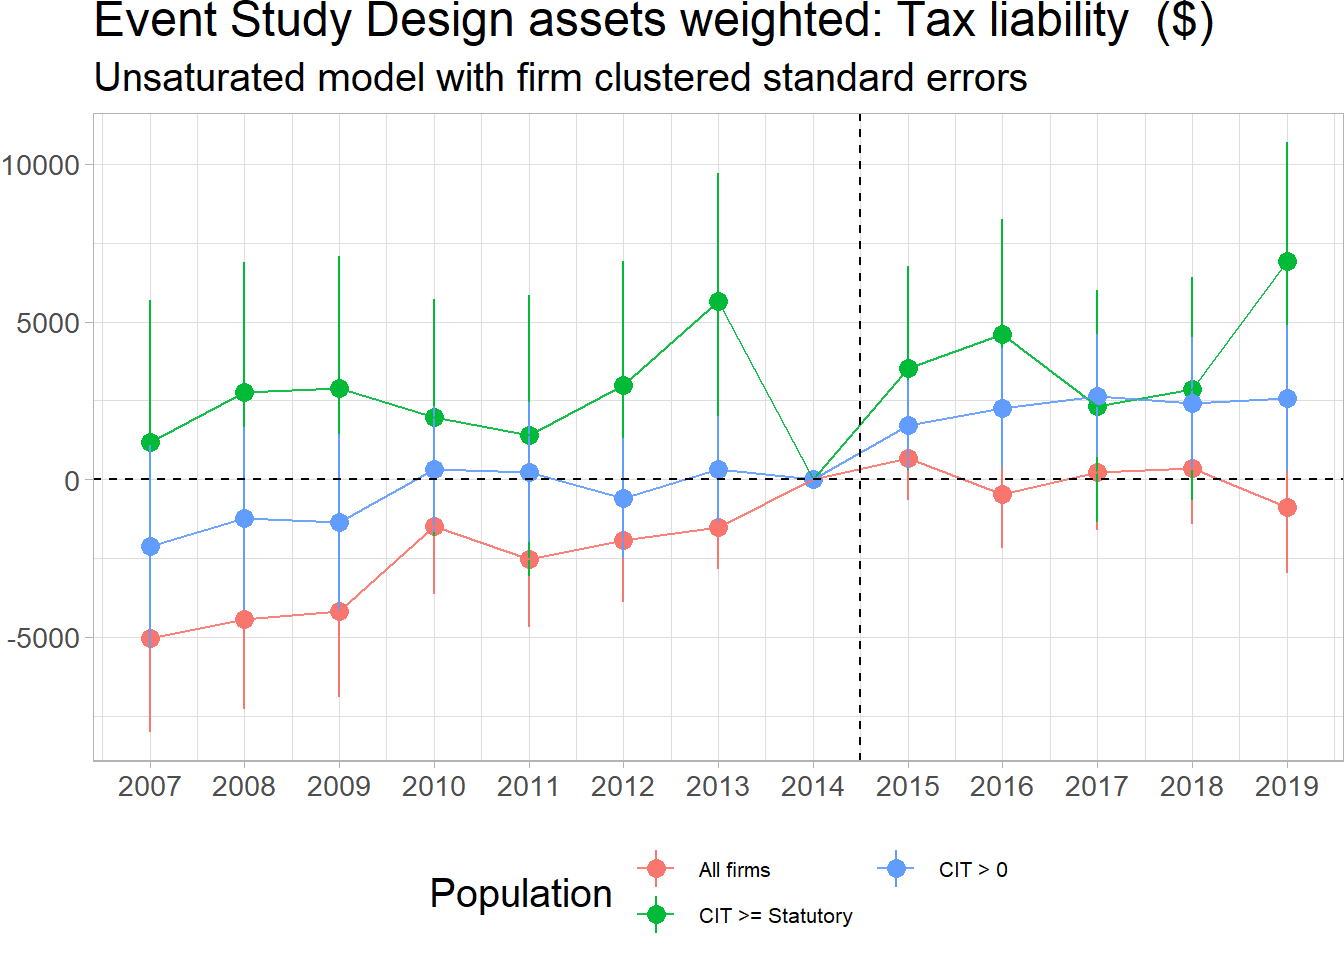 Event Study Design assets weighted: Tax liability  ($)
Unsaturated model with firm clustered standard errors
10000
5000
0
-5000
2007 2008 2009 2010 2011 2012 2013 2014 2015 2016 2017 2018 2019
Population
All firms
CIT > 0
CIT >= Statutory